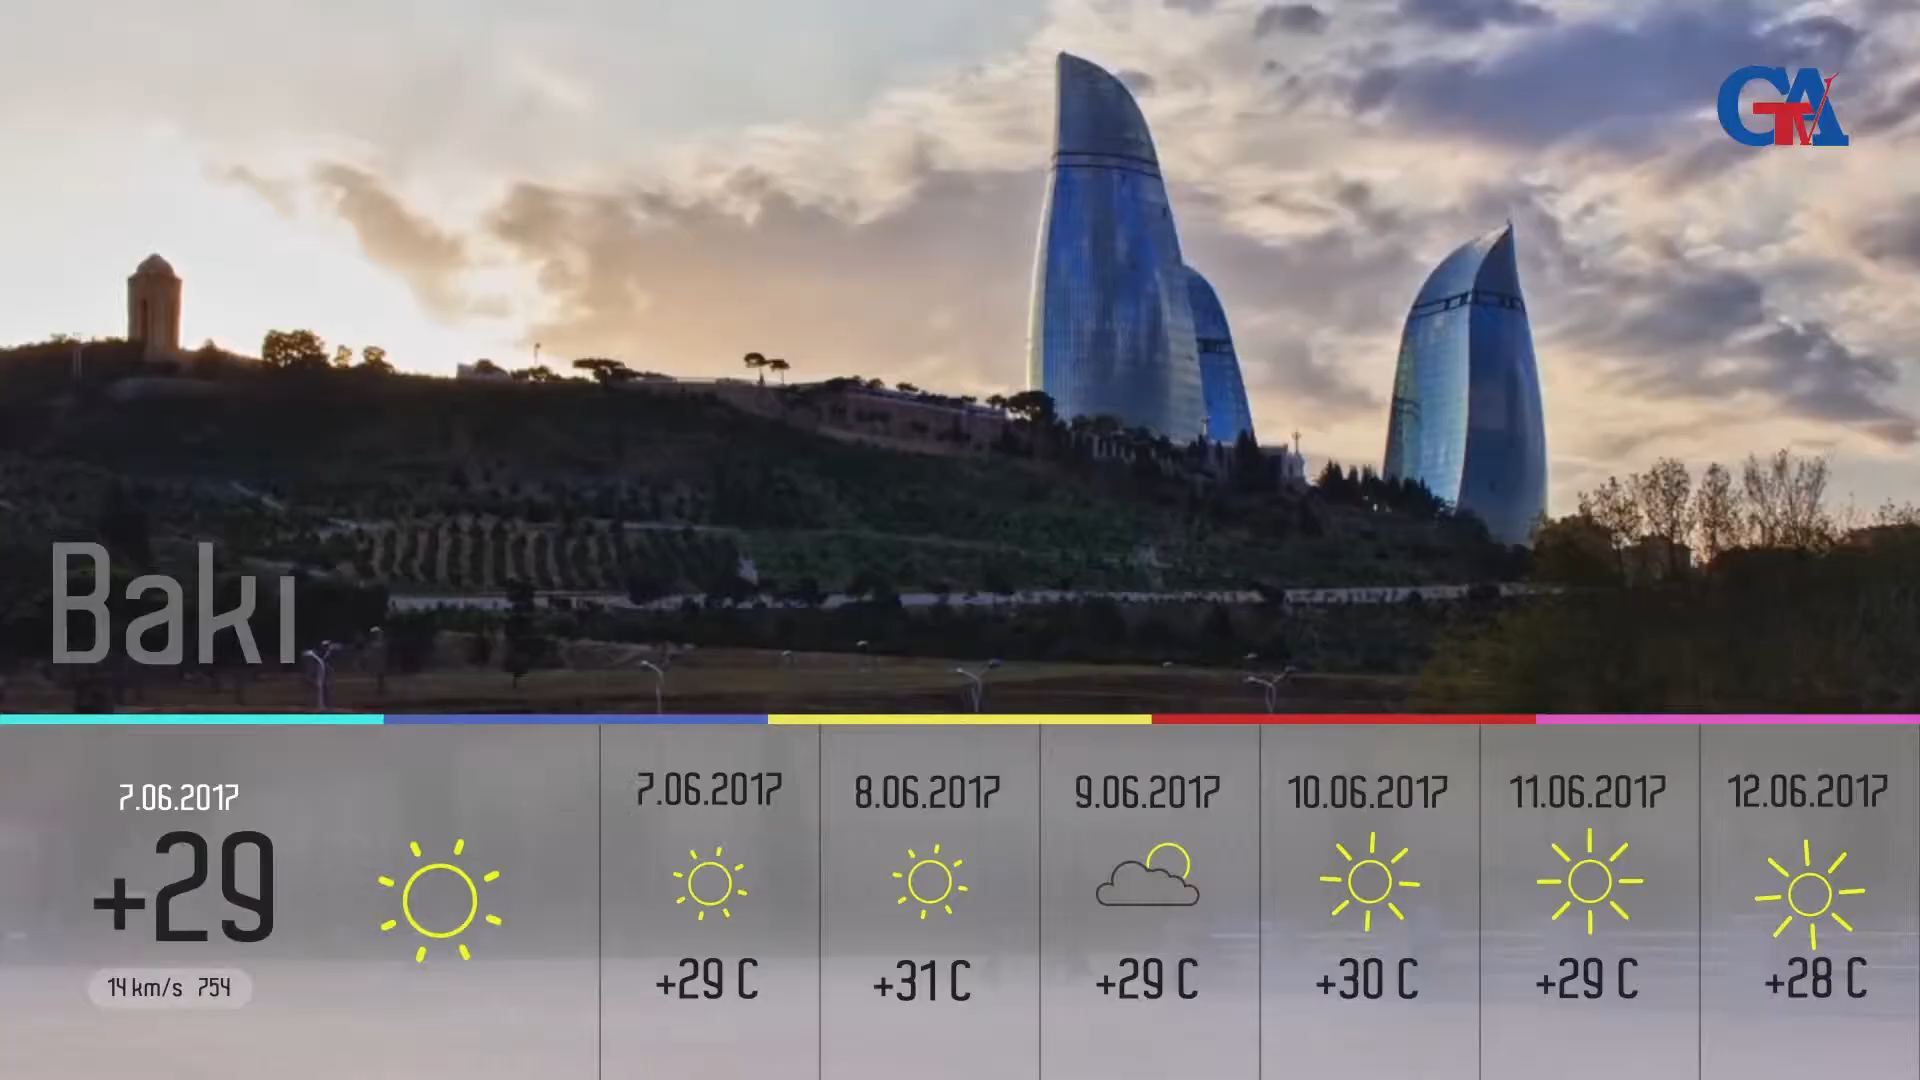 GTVA
Bakı
7.06.2017
+29
14 km/s 754
7.06.2017
+29 C
8.06.2017
+31 C
9.06.2017
+29 C
10.06.2017
+30 C
11.06.2017
+29 C
12.06.2017
+28 C